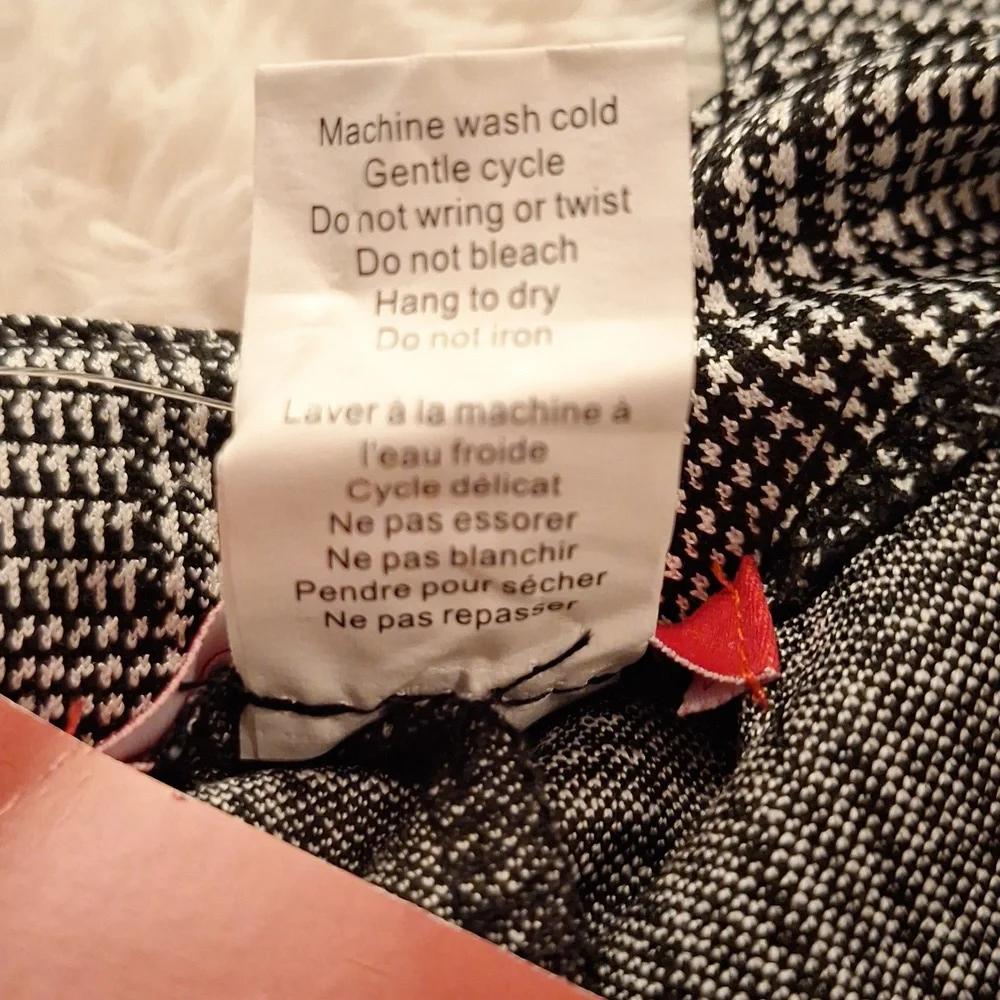 Machine wash cold
Gentle cycle
Do not wring or twist
Do not bleach
Hang to dry
Do not iron
Laver à la machine à
l'eau froide
Cycle délicat
Ne pas essorer
Ne pas blanchir
Pendre pour sécher
Ne pas repasser